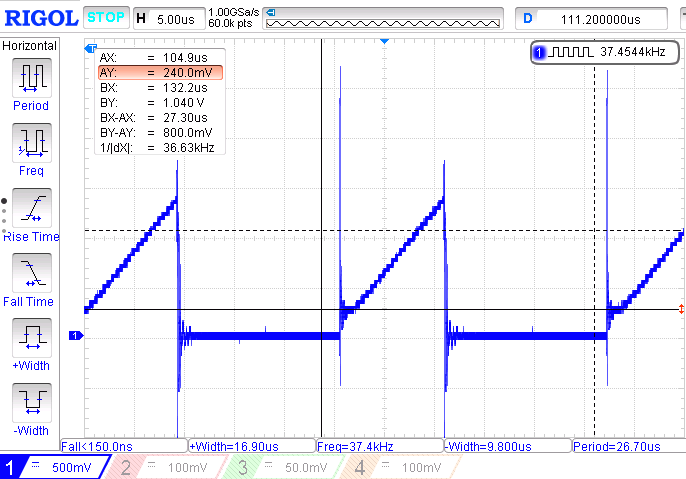 RIGOL STOP H 5.00us 1.00GSa/s 60.0k pts D 111.200000us
Horizontal
Period
Freq
Rise Time
Fall Time
+Width
-Width
AX: = 104.9us
AY: = 240.0mV
BX: = 132.2us
BY: = 1.040 V
BX-AX: = 27.30us
BY-AY: = 800.0mV
1/|dX|: = 36.63kHz
1 37.4544kHz
T
1
Fall<150.0ns +Width=16.90us Freq=37.4kHz -Width=9.800us Period=26.70us
1 500mV 2 100mV 3 50.0mV 4 100mV